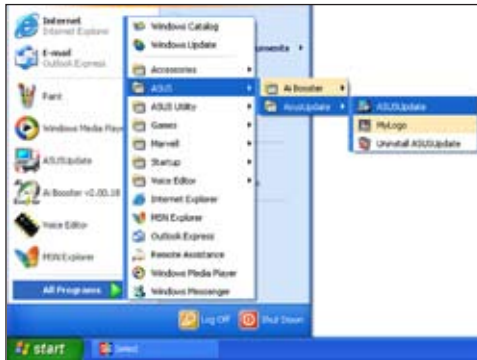 Internet
Internet Explorer
E-mail
Outlook Express
Paint
Windows Media Play
ASUSUpdate
Ai Booster v2.00.18
Voice Editor
MSN Explorer
All Programs
Windows Catalog
Windows Update
Accessories
ASUS
ASUS Utility
Games
Marvell
Startup
Voice Editor
Internet Explorer
MSN Explorer
Outlook Express
Remote Assistance
Windows Media Player
Windows Messenger
uments
Ai Booster
AsusUpdate
ASUSUpdate
MyLogo
Uninstall ASUSUpdate
Log Off
Shut Down
start
Select